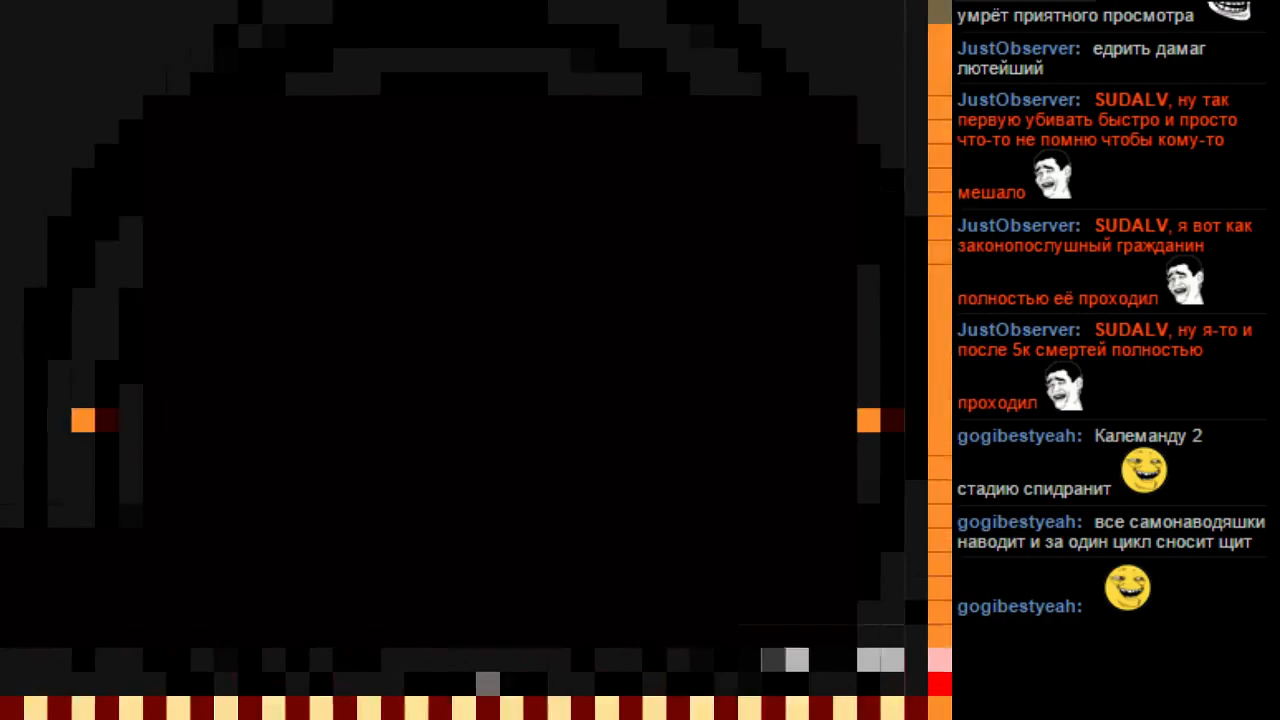 умрёт приятного просмотра
JustObserver: едрить дамаг
лютейший
JustObserver: SUDALV, ну так
первую убивать быстро и просто
что-то не помню чтобы кому-то
мешало
JustObserver: SUDALV, я вот как
законопослушный гражданин
полностью её проходил
JustObserver: SUDALV, ну я-то и
после 5к смертей полностью
проходил
gogibestyeah: Калеманду 2
стадию спидранит
gogibestyeah: все самонаводяшки
наводит и за один цикл сносит щит
gogibestyeah: